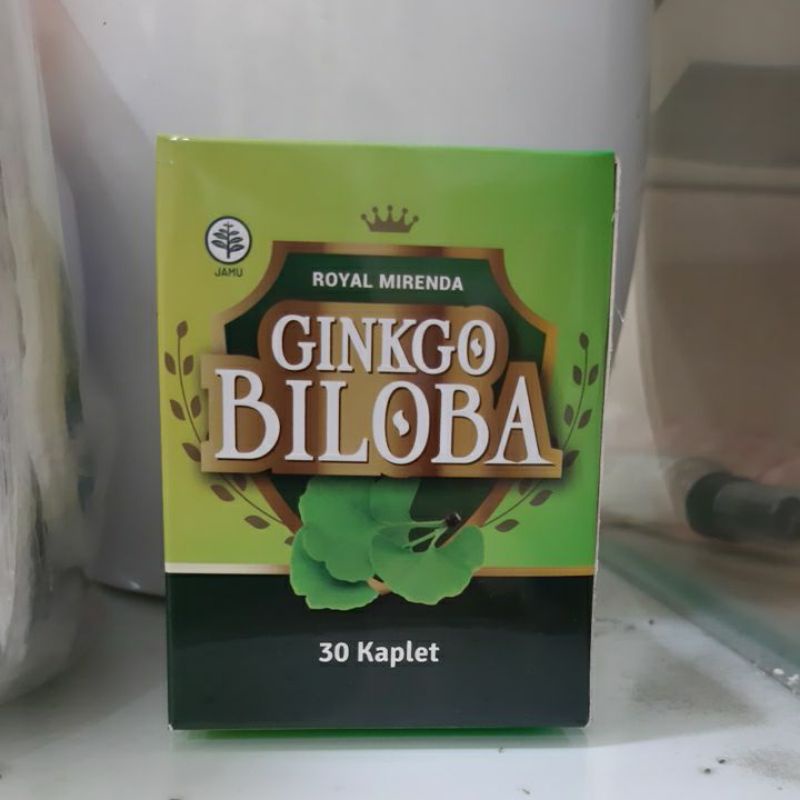 JAMU
ROYAL MIRENDA
GINKGO
BILOBA
30 Kaplet